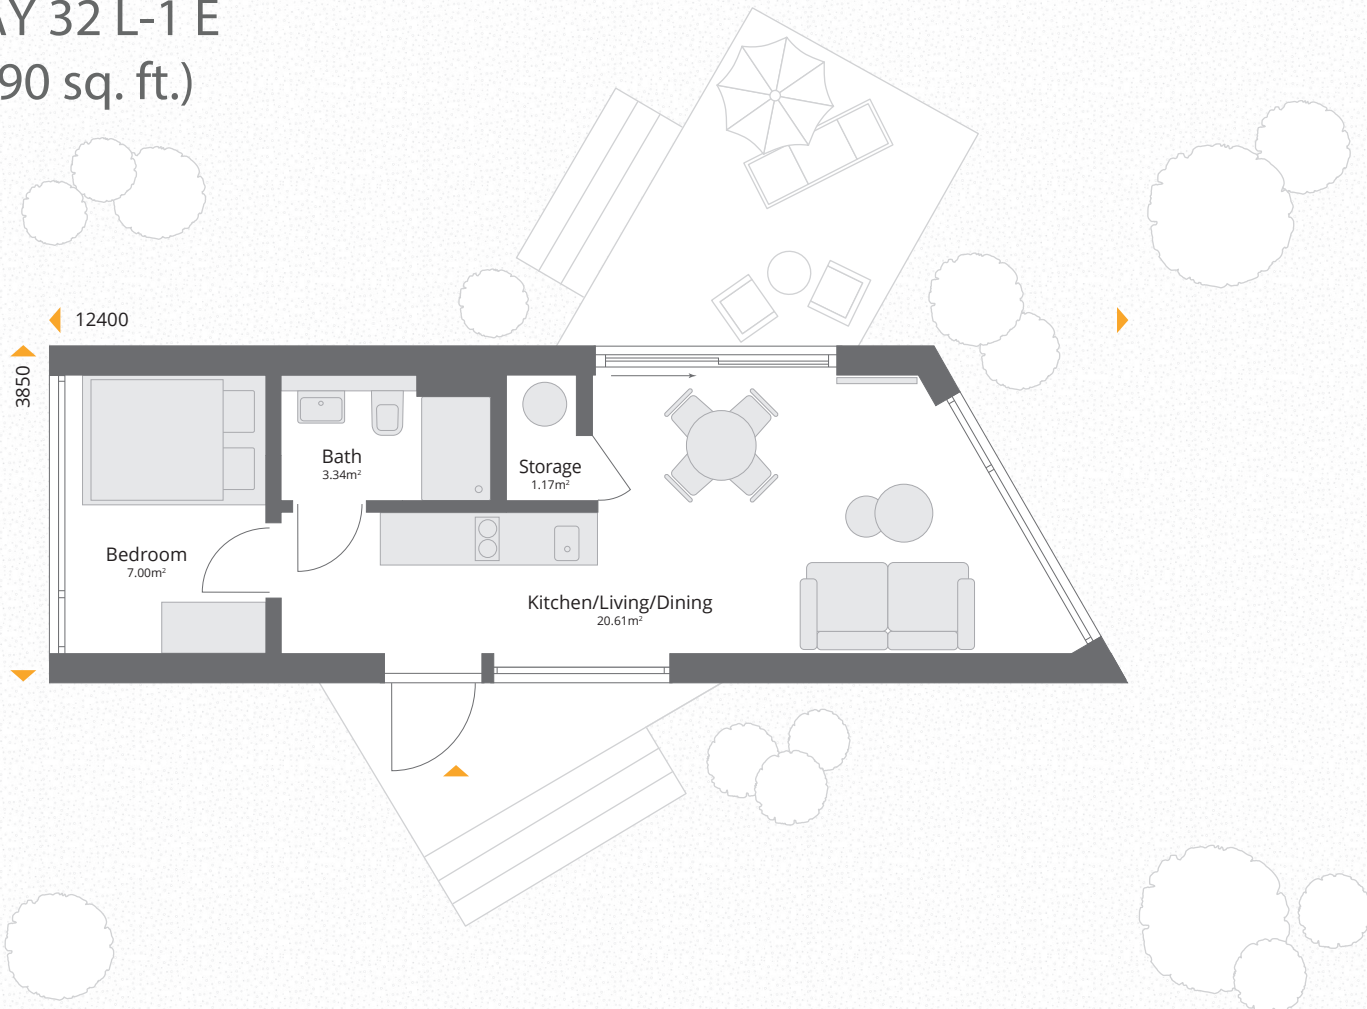 AY 32 L-1 E
90 sq. ft.)
12400
3850
Bath
3.34m²
Storage
1.17m²
Bedroom
7.00m²
Kitchen/Living/Dining
20.61m²